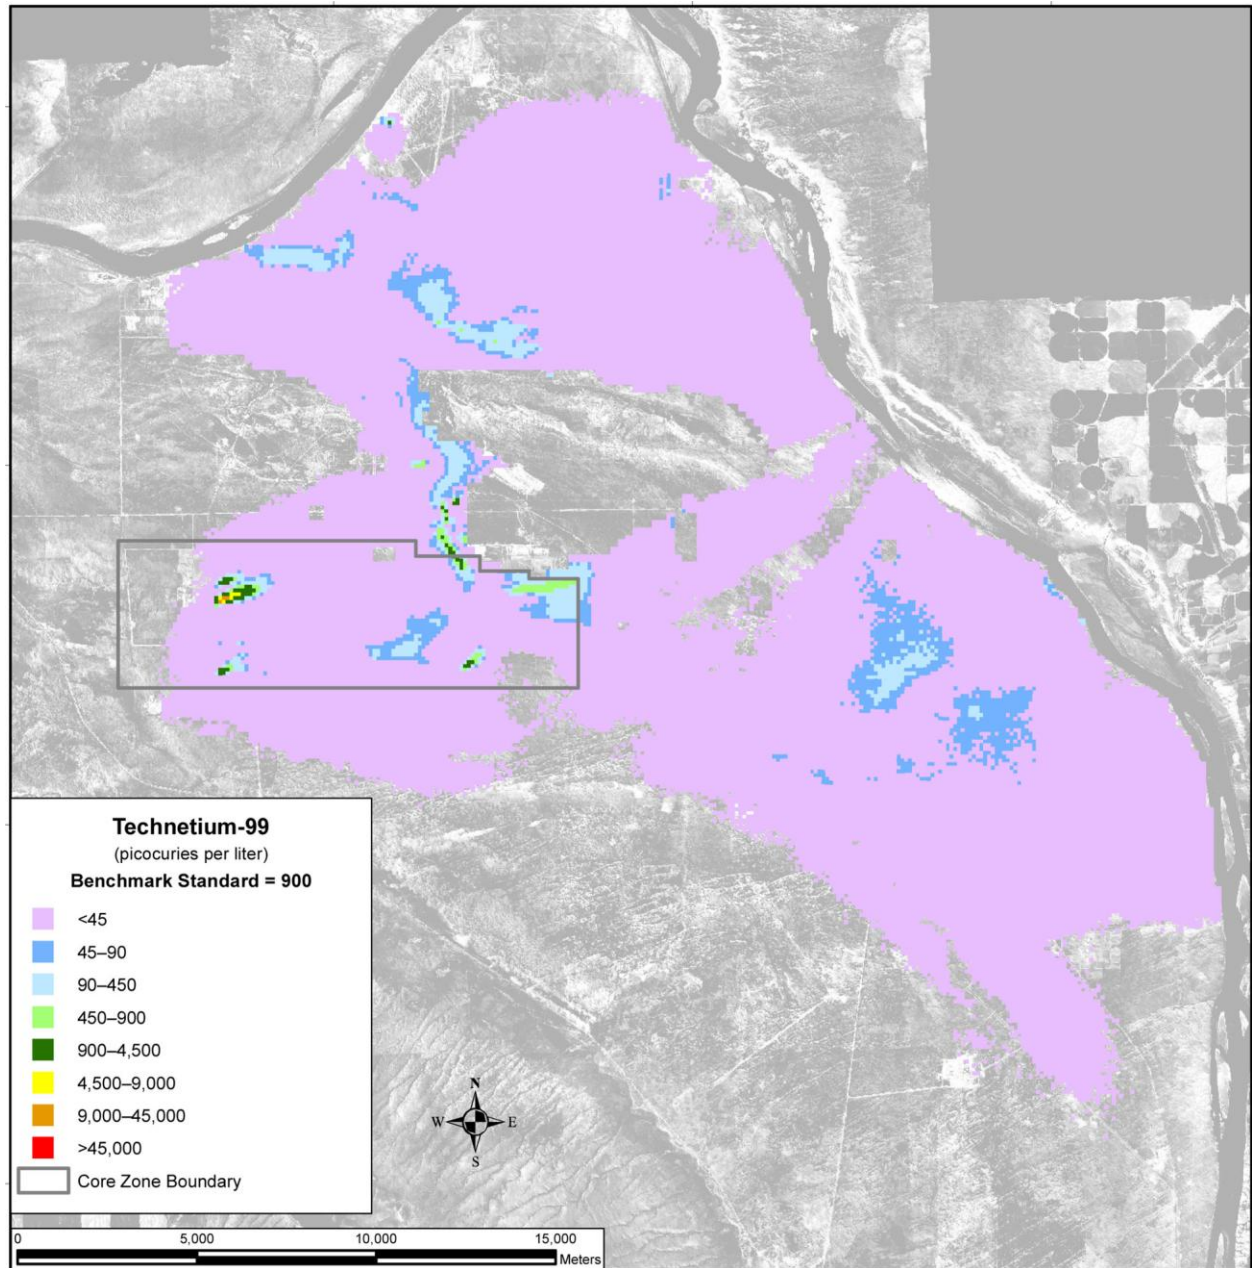 Technetium-99
(picocuries per liter)
Benchmark Standard = 900
<45
45–90
90–450
450–900
900–4,500
4,500–9,000
9,000–45,000
>45,000
Core Zone Boundary
N
W E
S
0 5,000 10,000 15,000
Meters